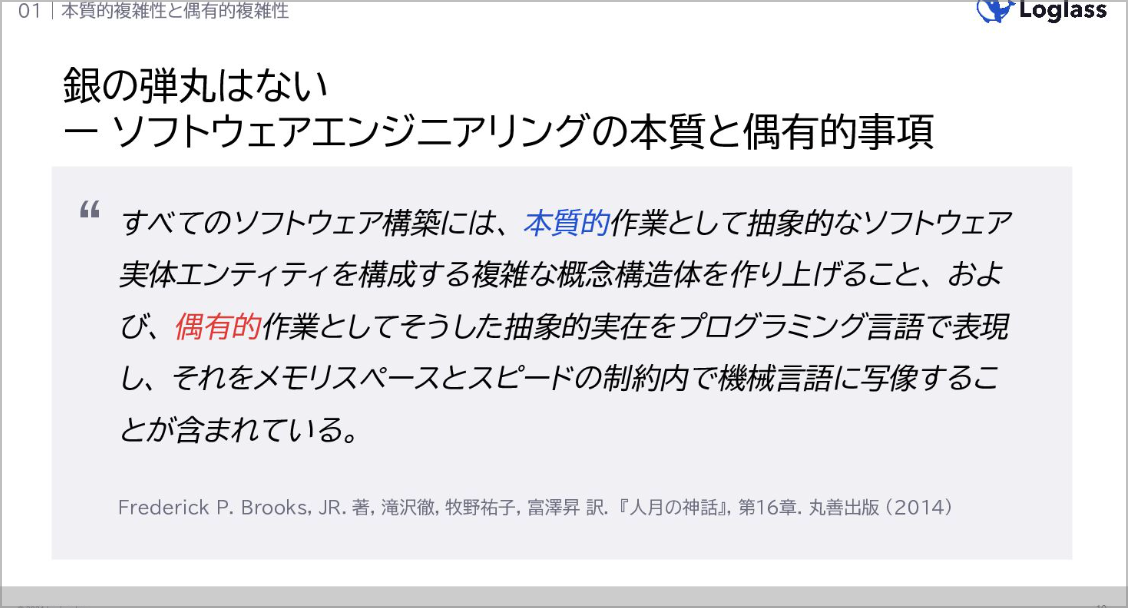 01 | 本質的複雑性と偶有的複雑性
Loglass
銀の弾丸はない
ー ソフトウェアエンジニアリングの本質と偶有的事項
“
すべてのソフトウェア構築には、本質的作業として抽象的なソフトウェア
実体エンティティを構成する複雑な概念構造体を作り上げること、およ
び、偶有的作業としてそうした抽象的実在をプログラミング言語で表現
し、それをメモリスペースとスピードの制約内で機械言語に写像するこ
とが含まれている。
Frederick P. Brooks, JR. 著, 滝沢徹, 牧野祐子, 富澤昇 訳. 『人月の神話』, 第16章. 丸善出版 (2014)